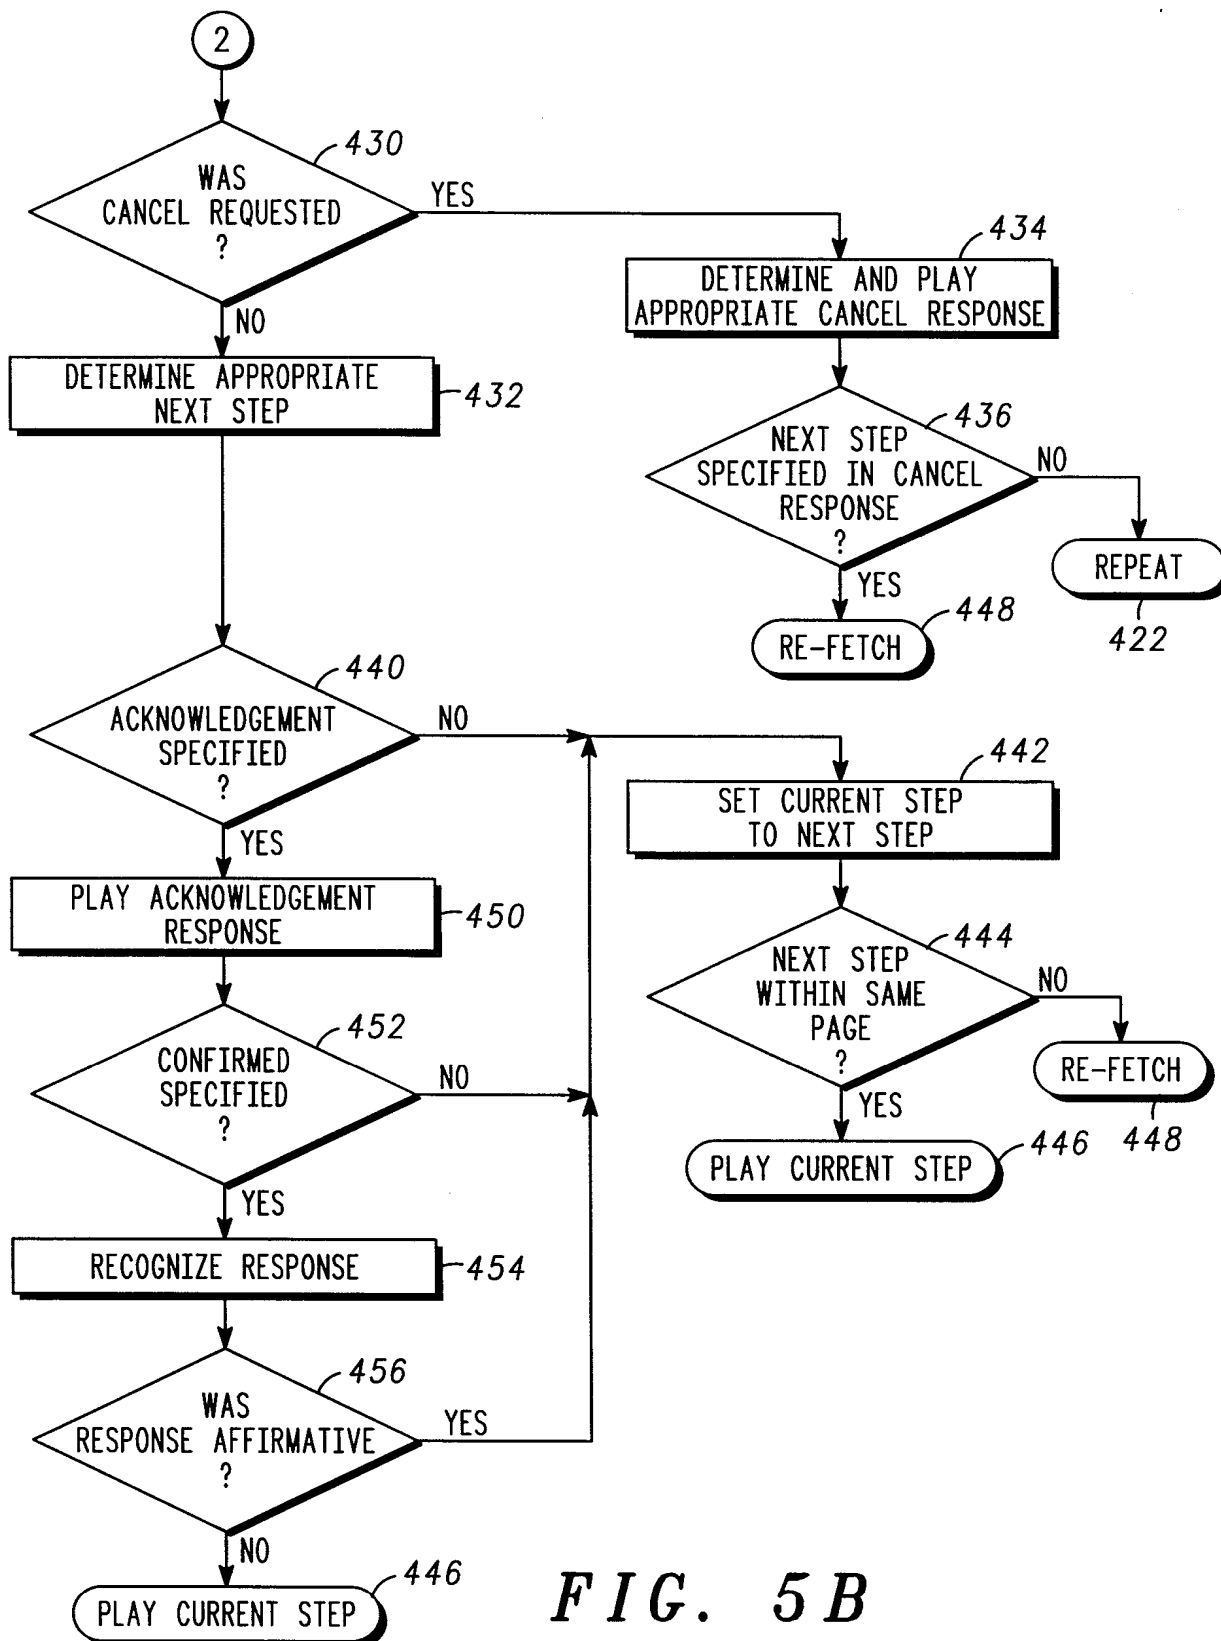 2
430
WAS
CANCEL REQUESTED
?
YES
NO
434
DETERMINE AND PLAY
APPROPRIATE CANCEL RESPONSE
DETERMINE APPROPRIATE
NEXT STEP
432
436
NEXT STEP
SPECIFIED IN CANCEL
RESPONSE
?
NO
YES
REPEAT
422
448
RE-FETCH
440
ACKNOWLEDGEMENT
SPECIFIED
?
NO
YES
442
SET CURRENT STEP
TO NEXT STEP
PLAY ACKNOWLEDGEMENT
RESPONSE
450
444
NEXT STEP
WITHIN SAME
PAGE
?
NO
YES
RE-FETCH
448
446
PLAY CURRENT STEP
452
CONFIRMED
SPECIFIED
?
NO
YES
RECOGNIZE RESPONSE
454
456
WAS
RESPONSE AFFIRMATIVE
?
YES
NO
446
PLAY CURRENT STEP
FIG. 5B